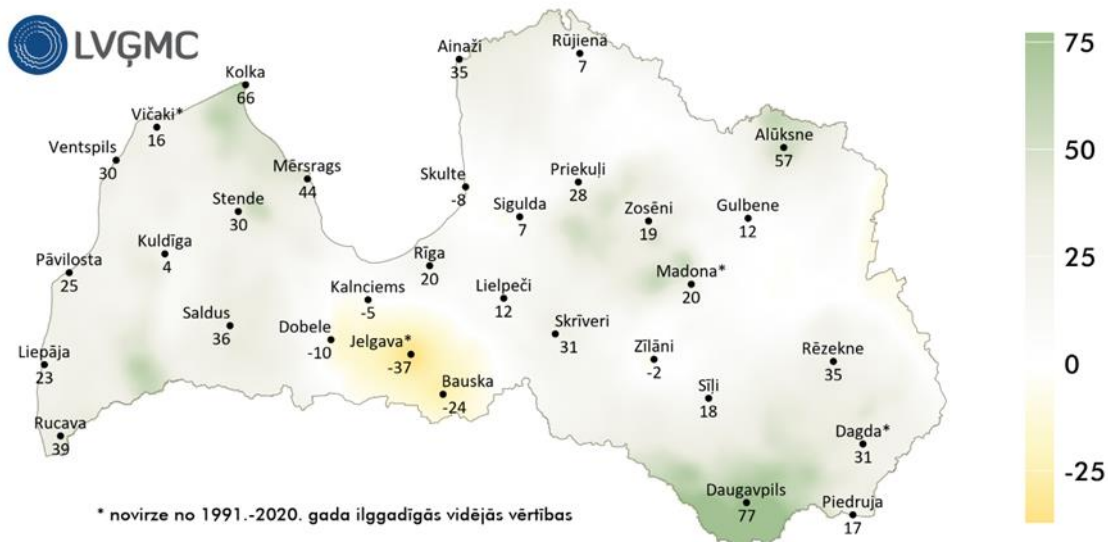 LVĢMC
Ainaži
35
Rūjiena
7
75
Kolka
66
Vičaki*
16
Alūksne
57
50
Ventspils
30
Mērsrags
44
Skulte
-8
Priekuļi
28
Stende
30
Sigulda
7
Zosēni
19
Gulbene
12
25
Kuldīga
4
Pāvilosta
25
Rīga
20
Madona*
20
Kalnciems
-5
Lielpeči
12
Saldus
36
Dobele
-10
Jelgava*
-37
Skrīveri
31
Zīlāni
-2
Rēzekne
35
0
Liepāja
23
Bauska
-24
Sīļi
18
Rucava
39
Dagda*
31
-25
Daugavpils
77
Piedruja
17
* novirze no 1991.-2020. gada ilggadīgās vidējās vērtības